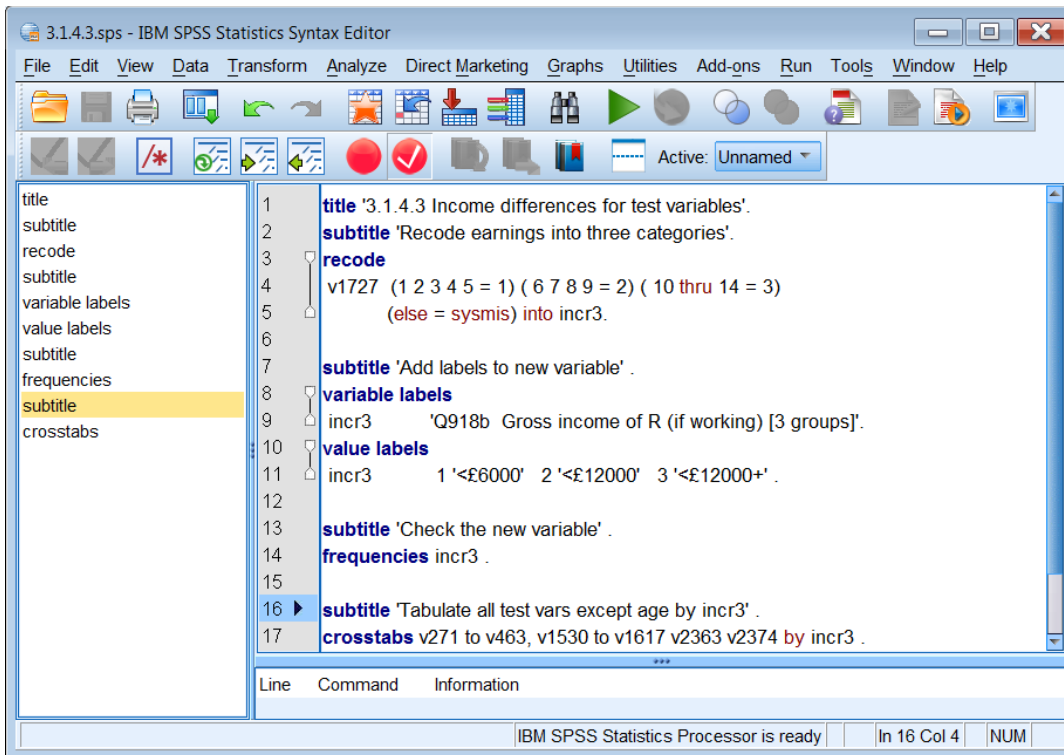 3.1.4.3.sps - IBM SPSS Statistics Syntax Editor
File Edit View Data Transform Analyze Direct Marketing Graphs Utilities Add-ons Run Tools Window Help
/* Active: Unnamed
title
subtitle
recode
subtitle
variable labels
value labels
subtitle
frequencies
subtitle
crosstabs
1 title '3.1.4.3 Income differences for test variables'.
2 subtitle 'Recode earnings into three categories'.
3 recode
4 v1727 (1 2 3 4 5 = 1) ( 6 7 8 9 = 2) ( 10 thru 14 = 3)
5 (else = sysmis) into incr3.
6
7 subtitle 'Add labels to new variable' .
8 variable labels
9 incr3 'Q918b Gross income of R (if working) [3 groups]'.
10 value labels
11 incr3 1 '<£6000' 2 '<£12000' 3 '<£12000+' .
12
13 subtitle 'Check the new variable' .
14 frequencies incr3 .
15
16 subtitle 'Tabulate all test vars except age by incr3' .
17 crosstabs v271 to v463, v1530 to v1617 v2363 v2374 by incr3 .
Line Command Information
IBM SPSS Statistics Processor is ready In 16 Col 4 NUM